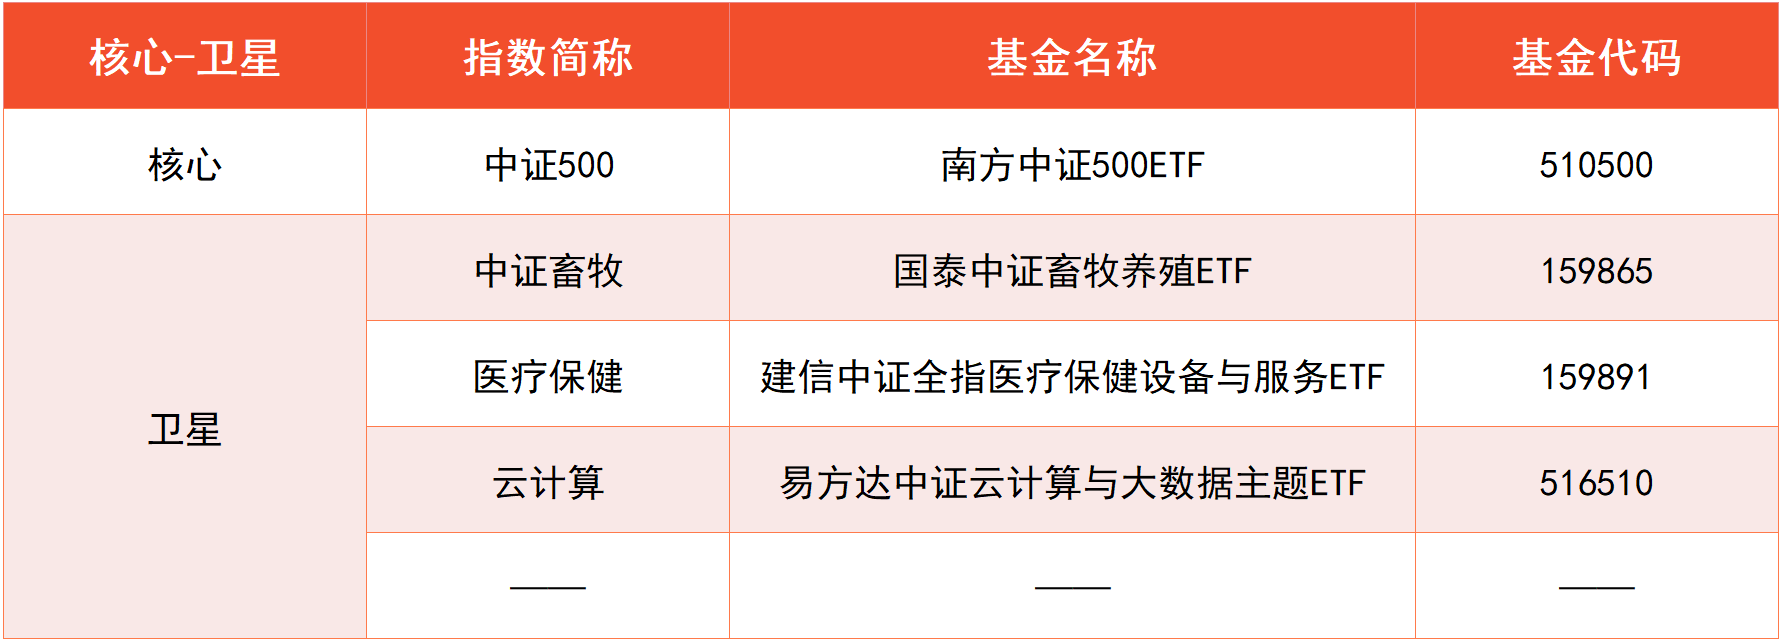 核心-卫星 指数简称 基金名称 基金代码
核心 中证500 南方中证500ETF 510500
中证畜牧 国泰中证畜牧养殖ETF 159865
医疗保健 建信中证全指医疗保健设备与服务ETF 159891
卫星
云计算 易方达中证云计算与大数据主题ETF 516510
—— —— ——